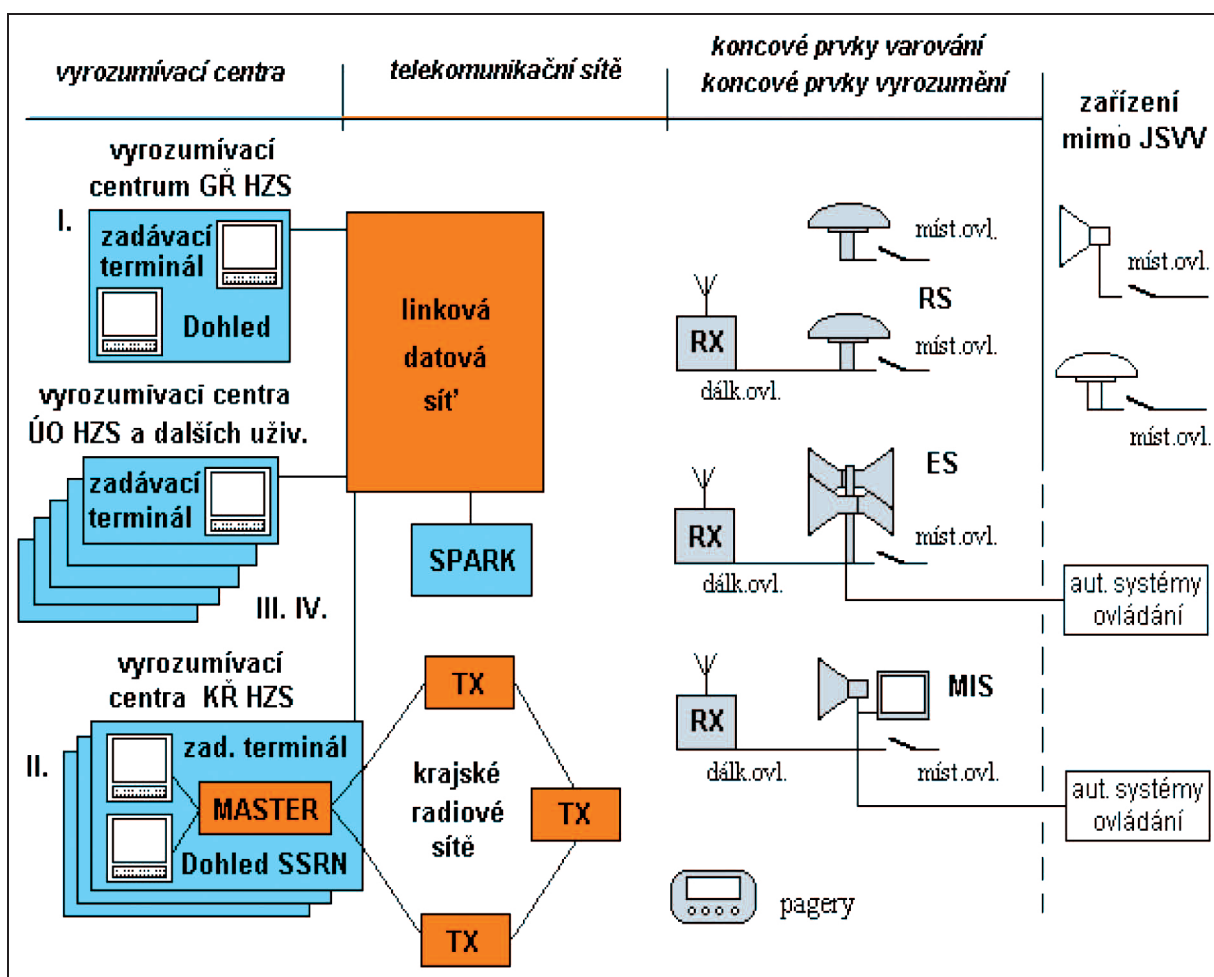 vyrozumívací centra
telekomunikační sítě
koncové prvky varování
koncové prvky vyrozumění
zařízení
mimo JSVV
vyrozumívací
centrum GŘ HZS
I.
zadávací
terminál
Dohled
linková
datová
síť
vyrozumívací centra
ÚO HZS a dalších uživ.
zadávací
terminál
III. IV.
SPARK
vyrozumívací
centra KŘ HZS
II.
zad. terminál
MASTER
Dohled SSRN
TX
krajské
radiové
sítě
TX
TX
míst.ovl.
RS
RX
míst.ovl.
dálk.ovl.
ES
RX
míst.ovl.
dálk.ovl.
MIS
RX
dálk.ovl.
míst.ovl.
pagery
míst.ovl.
míst.ovl.
aut. systémy
ovládání
aut. systémy
ovládání